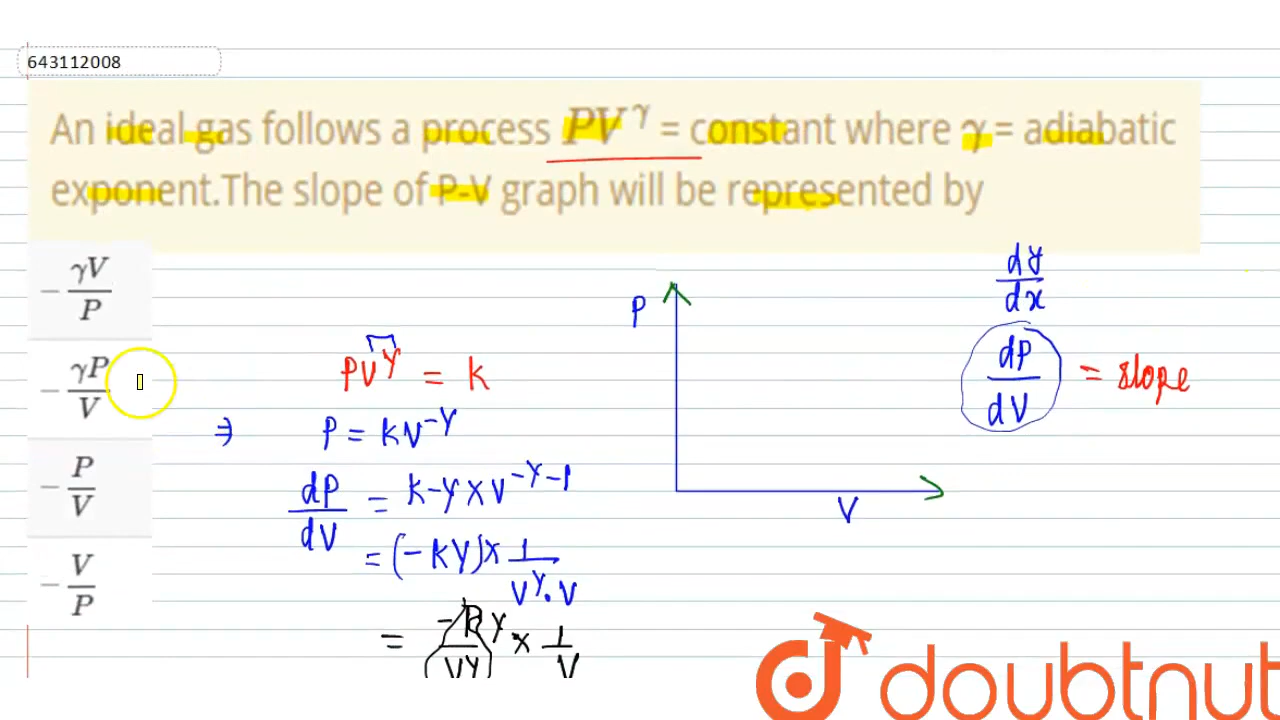 643112008
An ideal gas follows a process PV^γ = constant where γ = adiabatic
exponent.The slope of P-V graph will be represented by
- γV/P
- γP/V
- P/V
- V/P
PV^γ = K
⇒ P = KV^-γ
dP/dV = K-γ × V^-γ-1
= (-Kγ) × 1/V^γ.V
= -Kγ/V^γ × 1/V
P
V
dy/dx
dP/dV = slope
doubtnut